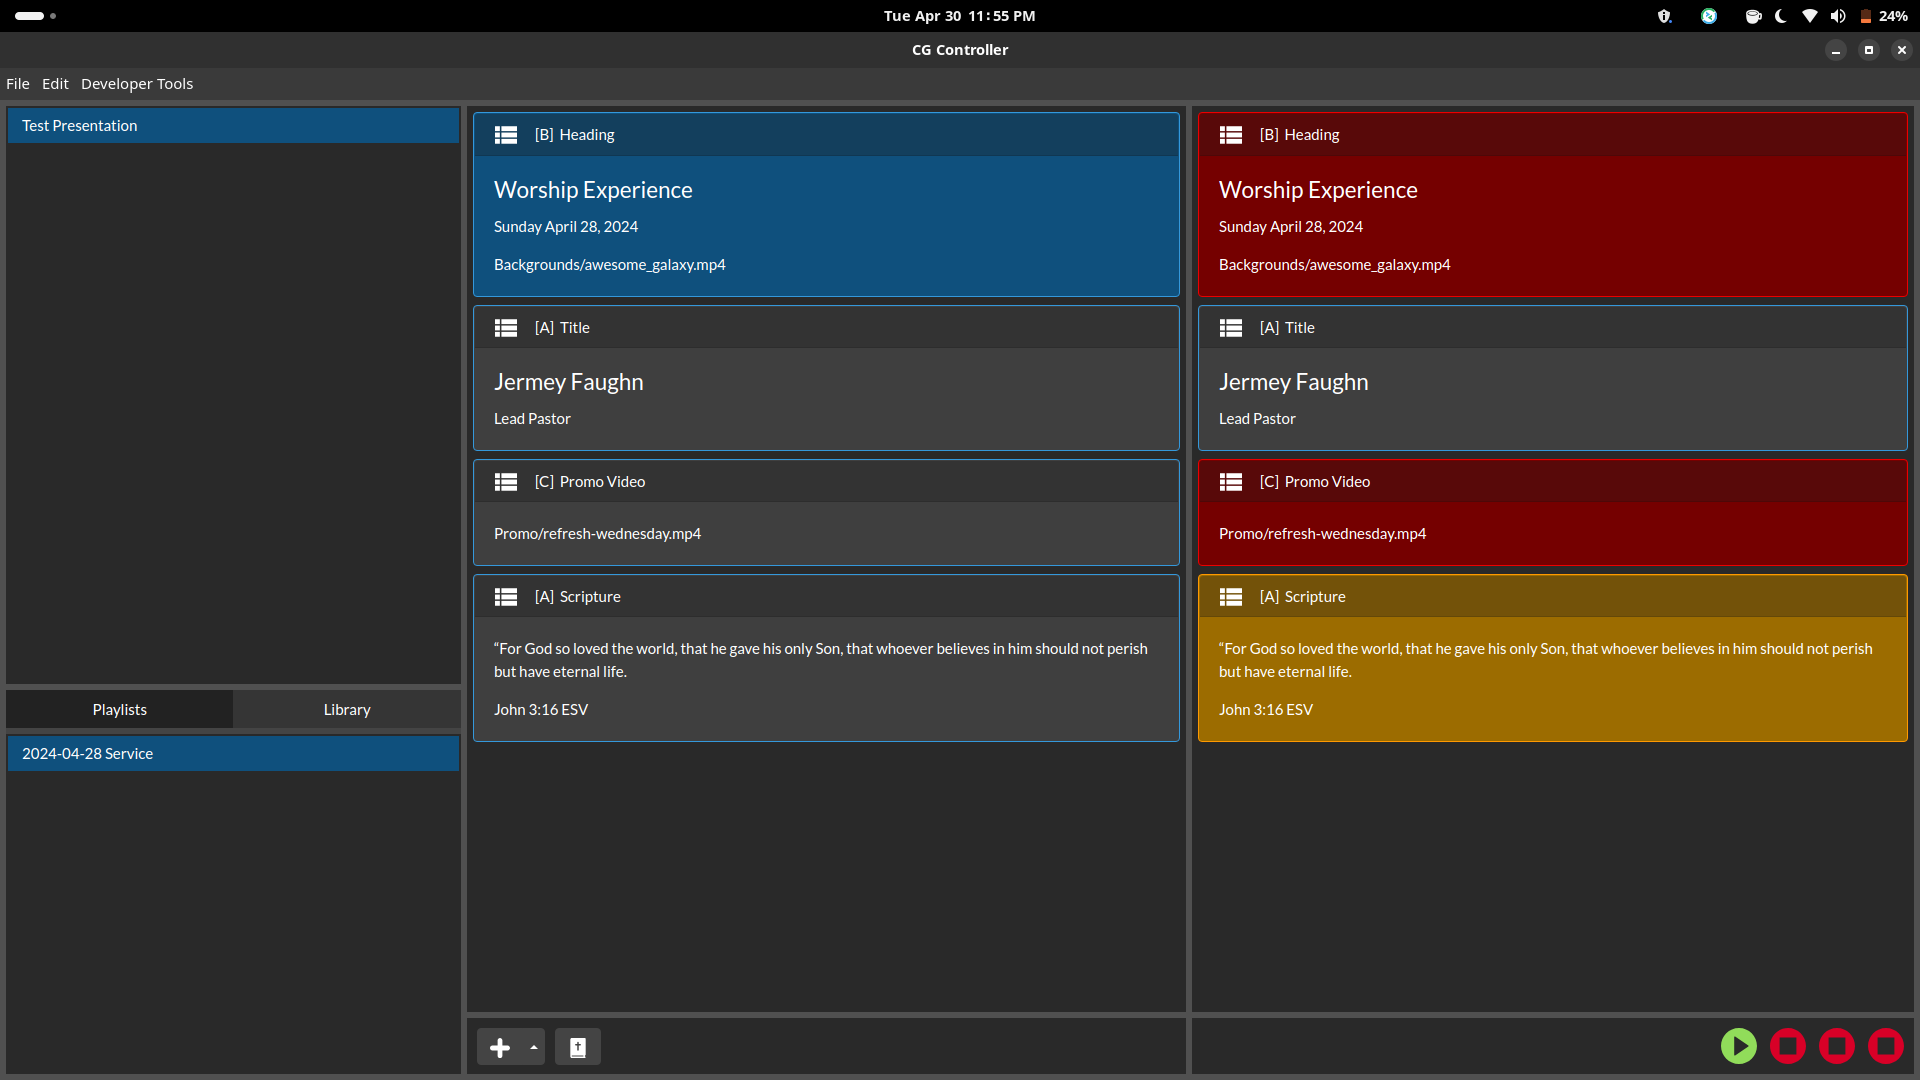 Tue Apr 30 11:55 PM
24%
CG Controller
File Edit Developer Tools
Test Presentation
Playlists Library
2024-04-28 Service
[B] Heading
Worship Experience
Sunday April 28, 2024
Backgrounds/awesome_galaxy.mp4
[A] Title
Jermey Faughn
Lead Pastor
[C] Promo Video
Promo/refresh-wednesday.mp4
[A] Scripture
“For God so loved the world, that he gave his only Son, that whoever believes in him should not perish
but have eternal life.
John 3:16 ESV
[B] Heading
Worship Experience
Sunday April 28, 2024
Backgrounds/awesome_galaxy.mp4
[A] Title
Jermey Faughn
Lead Pastor
[C] Promo Video
Promo/refresh-wednesday.mp4
[A] Scripture
“For God so loved the world, that he gave his only Son, that whoever believes in him should not perish
but have eternal life.
John 3:16 ESV